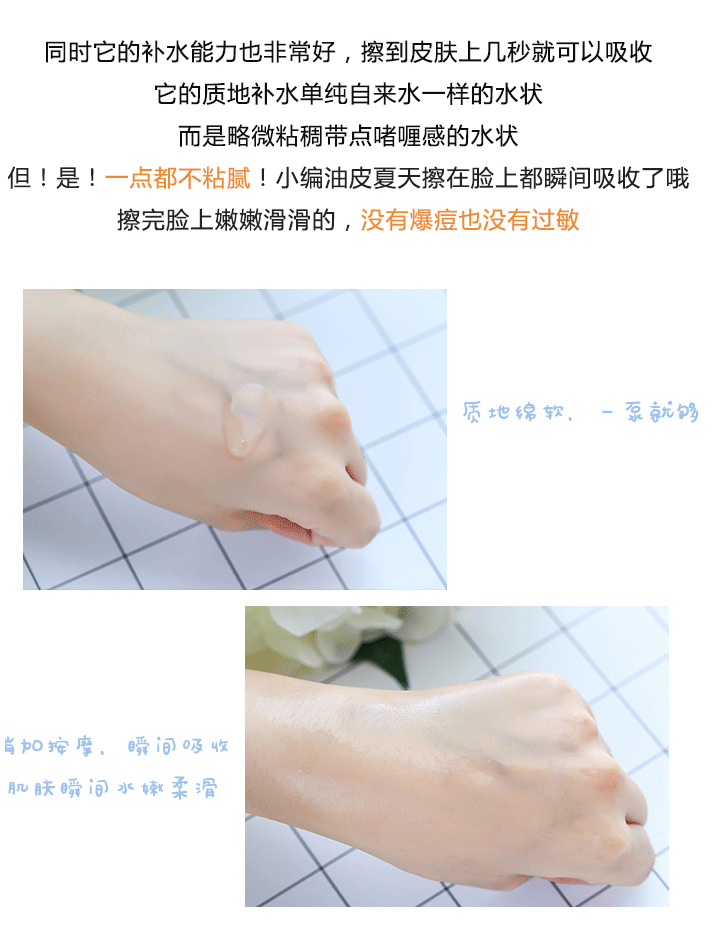 同时它的补水能力也非常好，擦到皮肤上几秒就可以吸收
它的质地补水单纯自来水一样的水状
而是略微粘稠带点啫喱感的水状
但！是！一点都不粘腻！小编油皮夏天擦在脸上都瞬间吸收了哦
擦完脸上嫩嫩滑滑的，没有爆痘也没有过敏
质地绵软，一泵就够
稍加按摩，瞬间吸收
肌肤瞬间水嫩柔滑